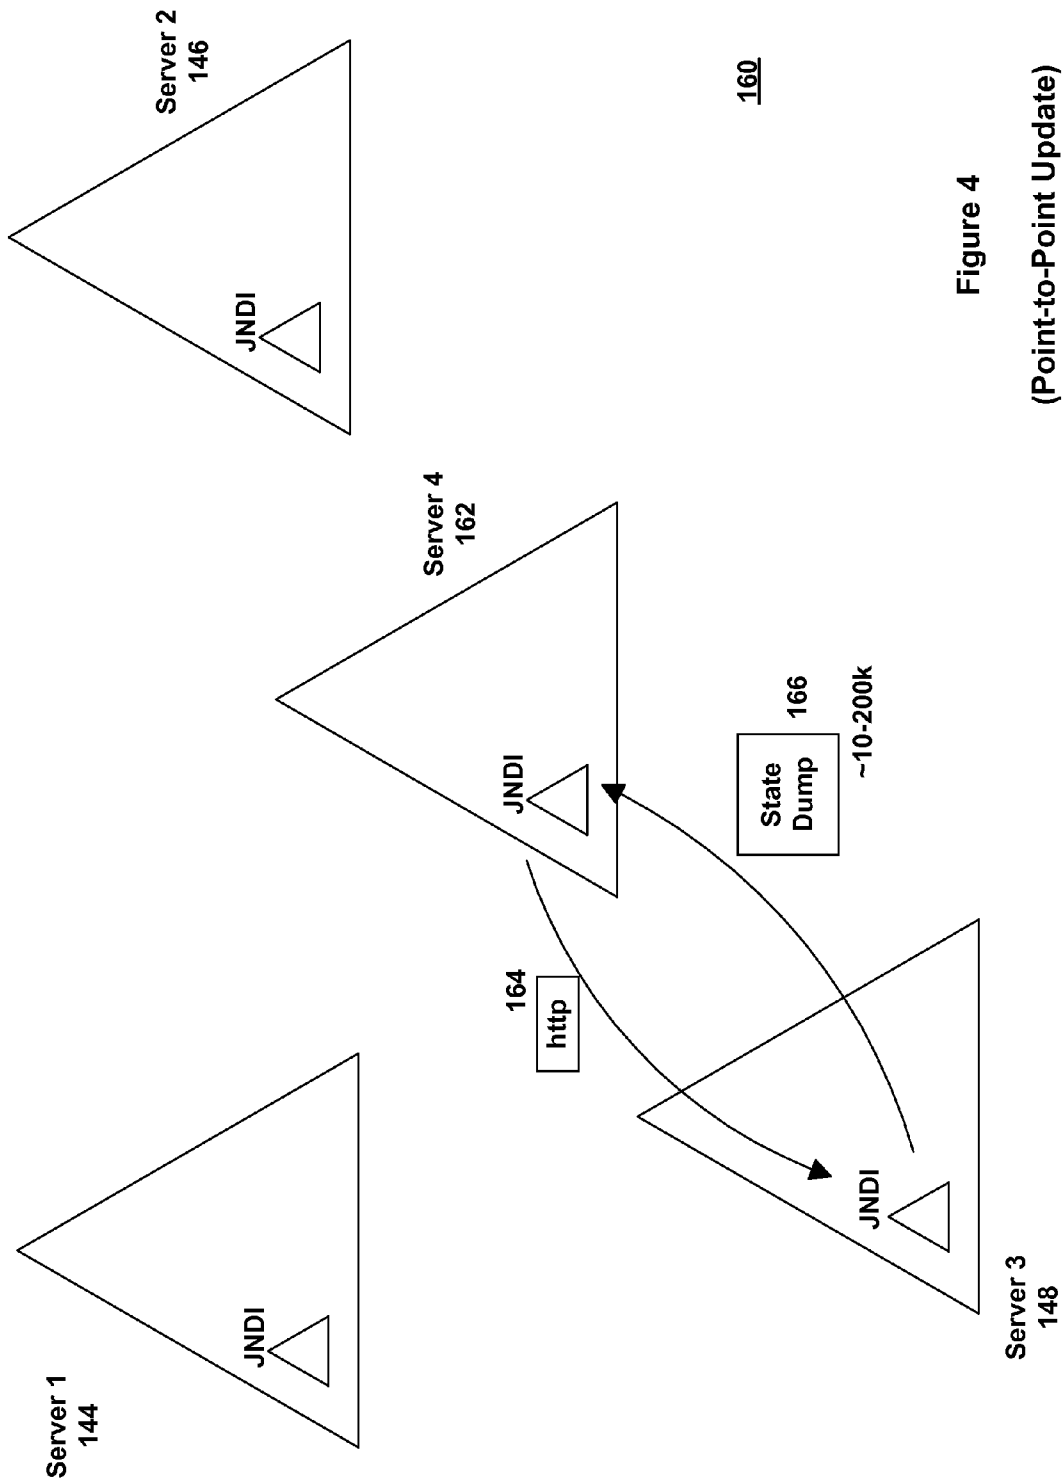 Server 1
144
JNDI
Server 2
146
JNDI
Server 4
162
JNDI
164
http
State
Dump
166
~10-200k
JNDI
Server 3
148
160
Figure 4
(Point-to-Point Update)